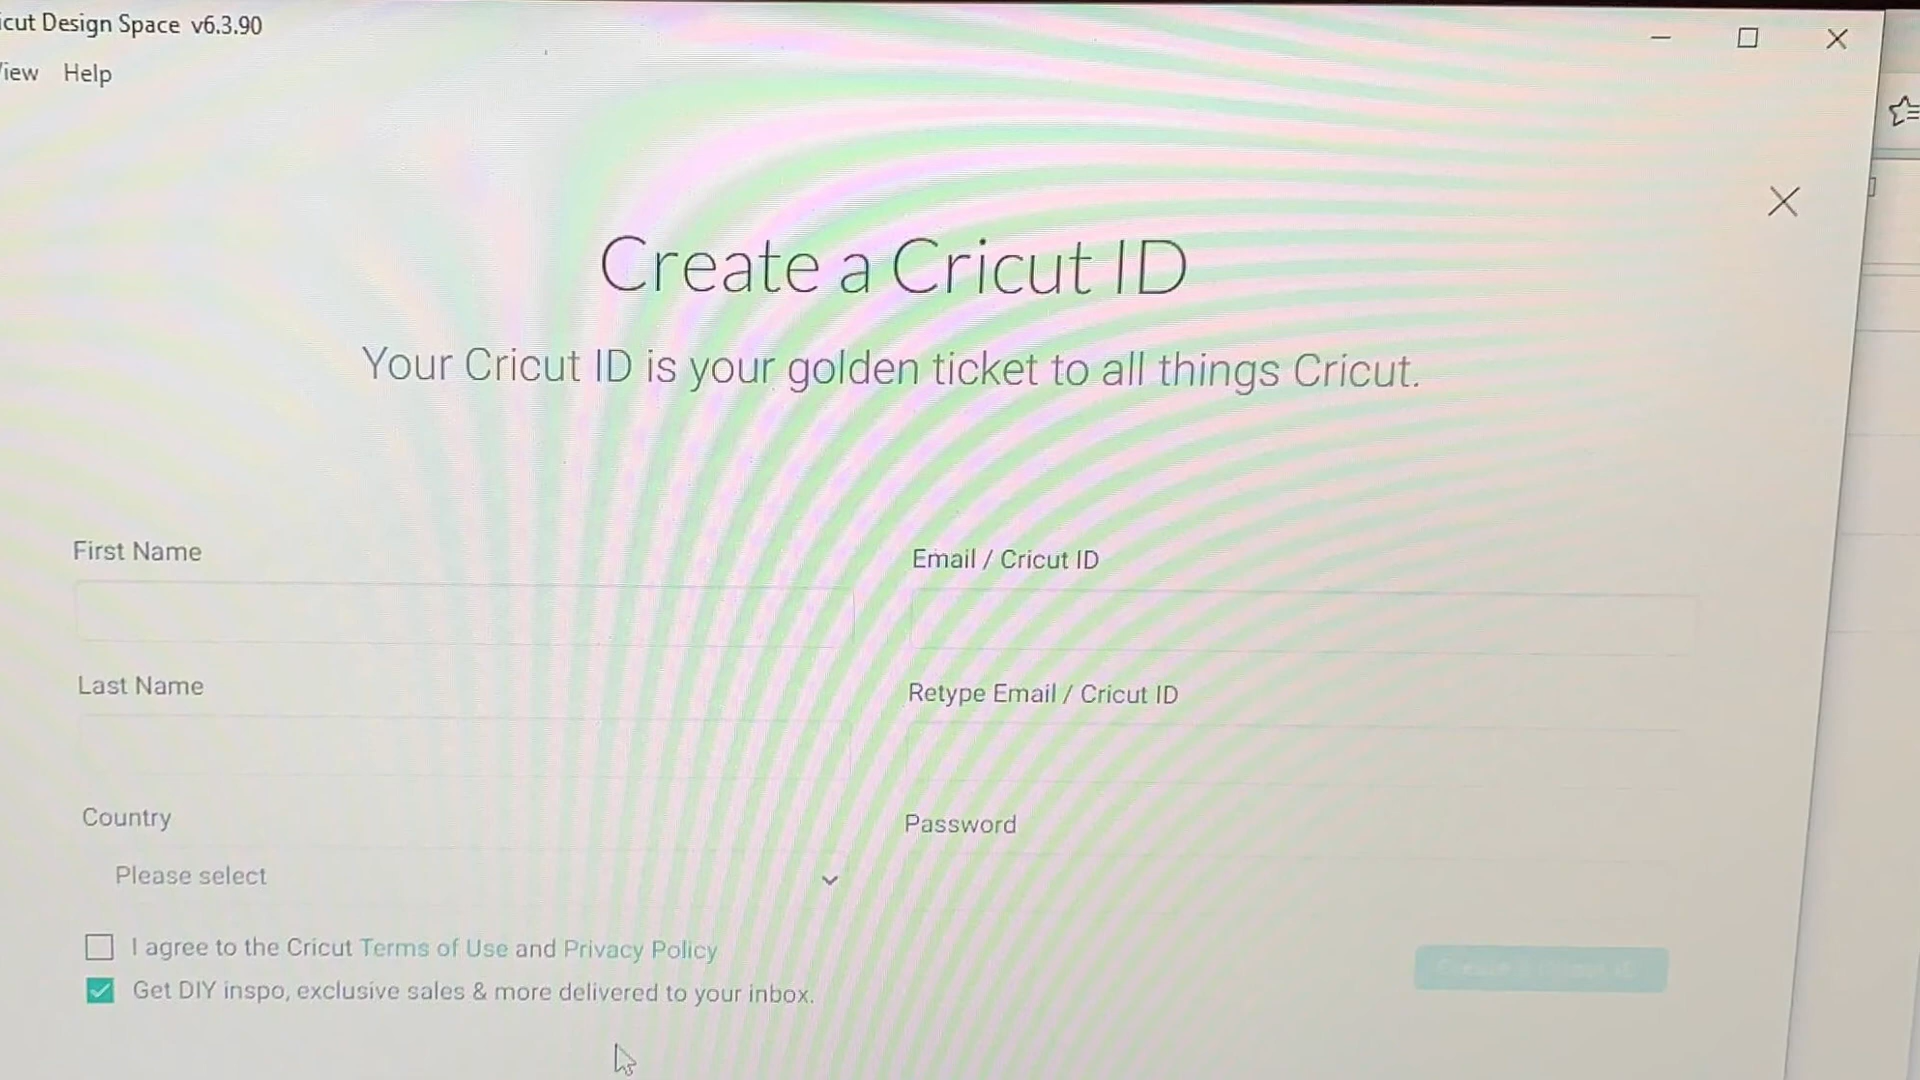 icut Design Space v6.3.90
View Help
Create a Cricut ID
Your Cricut ID is your golden ticket to all things Cricut.
First Name
Email / Cricut ID
Last Name
Retype Email / Cricut ID
Country
Password
Please select
I agree to the Cricut Terms of Use and Privacy Policy
Get DIY inspo, exclusive sales & more delivered to your inbox.